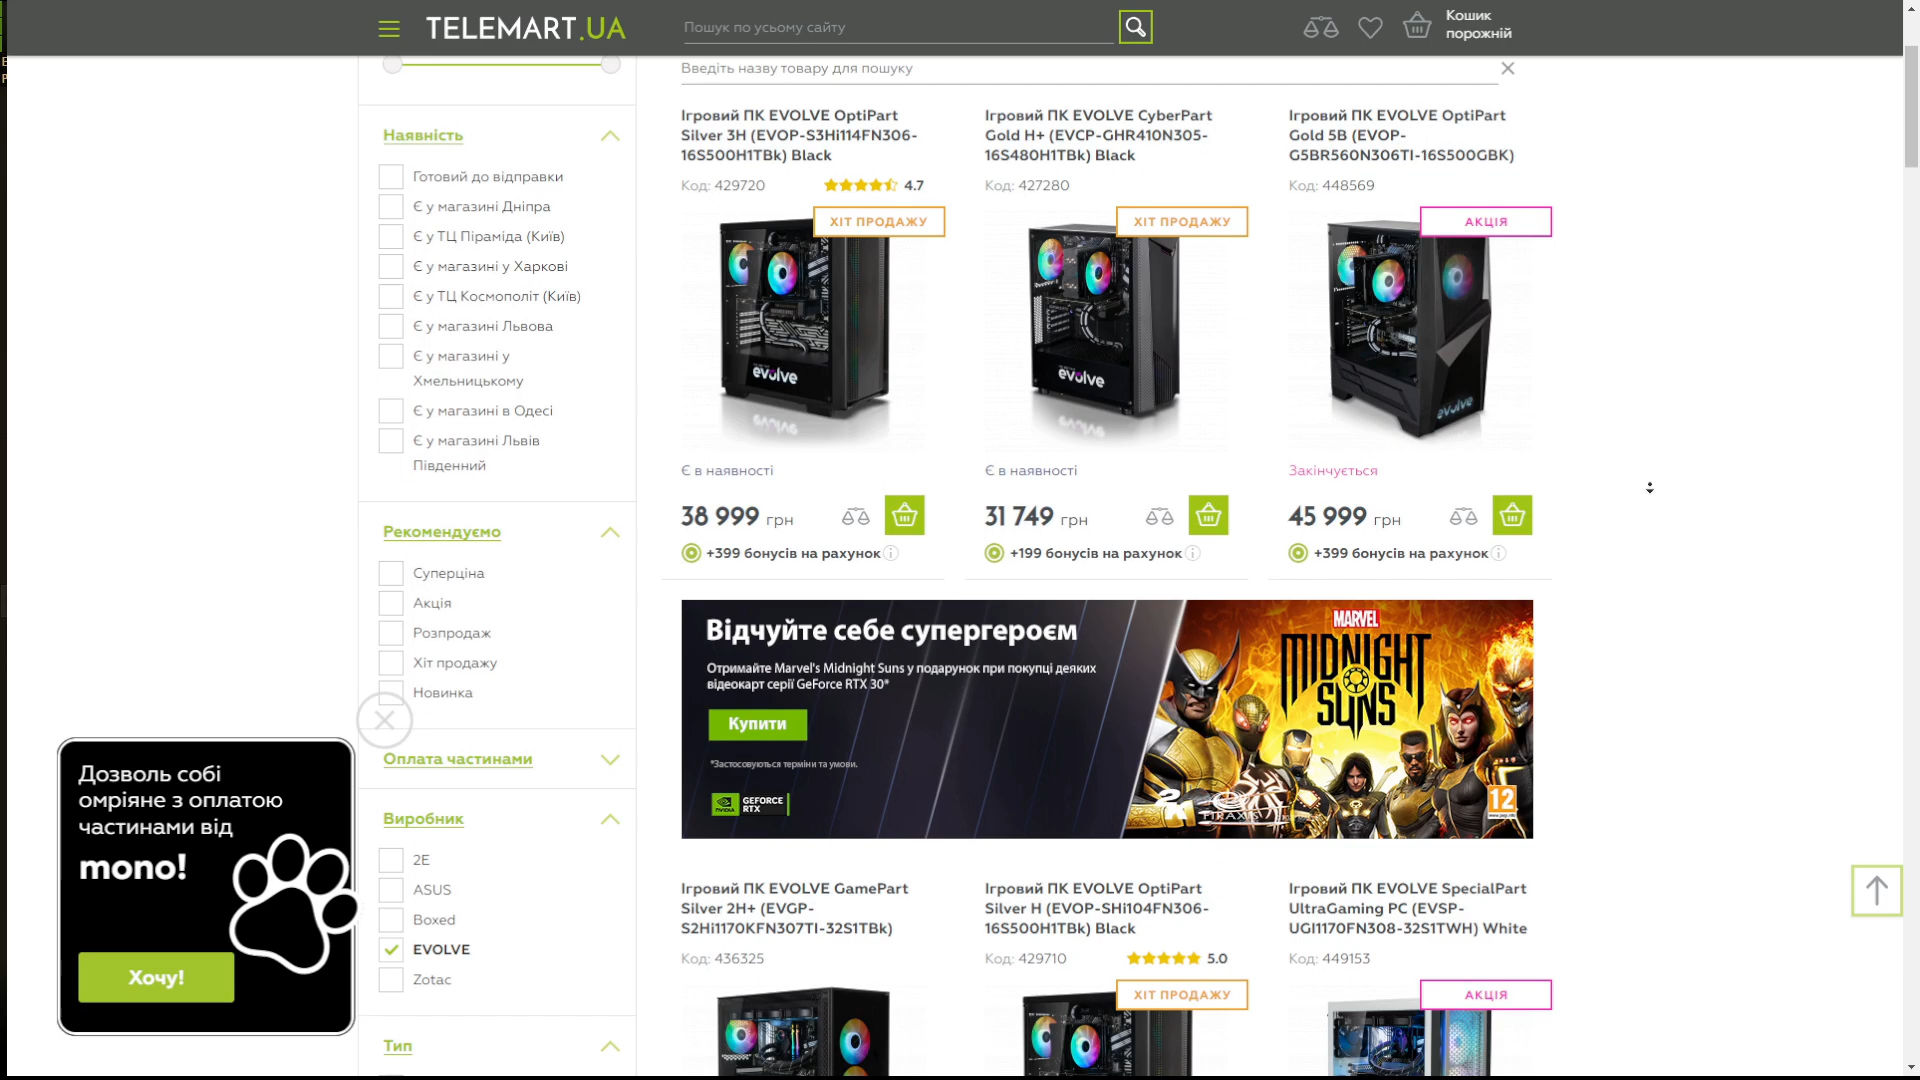 TELEMART.UA
Пошук по усьому сайту
Кошик
порожній
Введіть назву товару для пошуку
Наявність
Готовий до відправки
Є у магазині Дніпра
Є у ТЦ Піраміда (Київ)
Є у магазині у Харкові
Є у ТЦ Космополіт (Київ)
Є у магазині Львова
Є у магазині у
Хмельницькому
Є у магазині в Одесі
Є у магазині Львів
Південний
Рекомендуємо
Суперціна
Акція
Розпродаж
Хіт продажу
Новинка
Оплата частинами
Виробник
2E
ASUS
Boxed
EVOLVE
Zotac
Тип
Дозволь собі
омріяне з оплатою
частинами від
mono!
Хочу!
Ігровий ПК EVOLVE OptiPart
Silver 3H (EVOP-S3Hi114FN306-
16S500H1TBk) Black
Код: 429720 4.7
ХІТ ПРОДАЖУ
evolve
Є в наявності
38 999 грн
+399 бонусів на рахунок
Ігровий ПК EVOLVE CyberPart
Gold H+ (EVCP-GHR410N305-
16S480H1TBk) Black
Код: 427280
ХІТ ПРОДАЖУ
evolve
Є в наявності
31 749 грн
+199 бонусів на рахунок
Ігровий ПК EVOLVE OptiPart
Gold 5B (EVOP-
G5BR560N306TI-16S500GBK)
Код: 448569
АКЦІЯ
evolve
Закінчується
45 999 грн
+399 бонусів на рахунок
Відчуйте себе супергероєм
Отримайте Marvel's Midnight Suns у подарунок при покупці деяких
відеокарт серії GeForce RTX 30*
Купити
*Застосовуються терміни та умови.
NVIDIA
GEFORCE
RTX
MARVEL
MIDNIGHT
SUNS
2K
FIRAXIS
12
www.pegi.info
Ігровий ПК EVOLVE GamePart
Silver 2H+ (EVGP-
S2Hi1170KFN307TI-32S1TBk)
Код: 436325
Ігровий ПК EVOLVE OptiPart
Silver H (EVOP-SHi104FN306-
16S500H1TBk) Black
Код: 429710 5.0
ХІТ ПРОДАЖУ
Ігровий ПК EVOLVE SpecialPart
UltraGaming PC (EVSP-
UGI1170FN308-32S1TWH) White
Код: 449153
АКЦІЯ